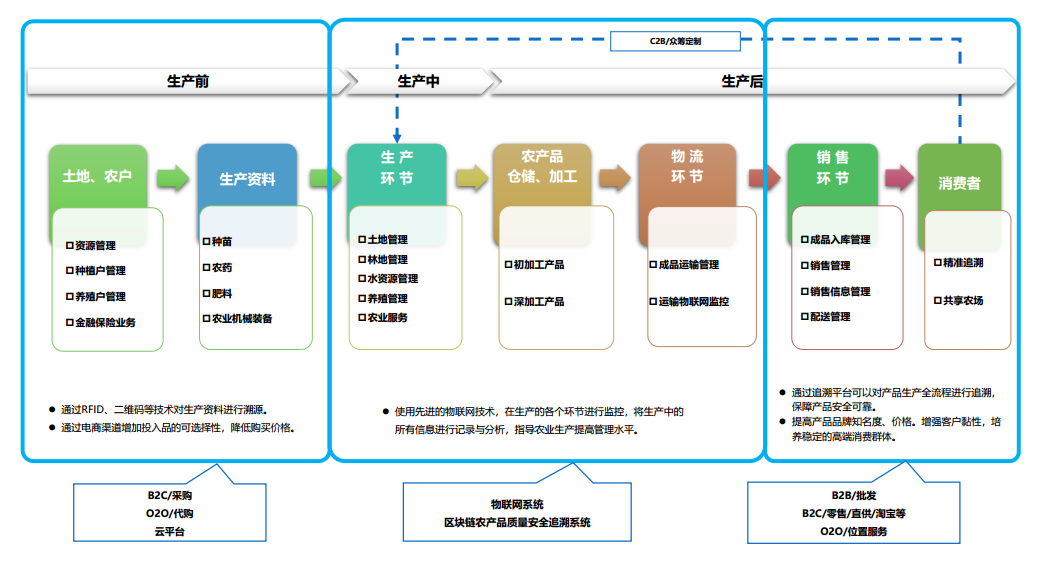 C2B/众筹定制
生产前
生产中
生产后
土地、农户
□资源管理
□种植户管理
□养殖户管理
□金融保险业务
生产资料
□种苗
□农药
□肥料
□农业机械装备
生 产
环 节
□土地管理
□林地管理
□水资源管理
□养殖管理
□农业服务
农产品
仓储、加工
□初加工产品
□深加工产品
物 流
环 节
□成品运输管理
□运输物联网监控
销 售
环 节
□成品入库管理
□销售管理
□销售信息管理
□配送管理
消费者
□精准追溯
□共享农场
● 通过RFID、二维码等技术对生产资料进行溯源。
● 通过电商渠道增加投入品的可选择性，降低购买价格。
● 使用先进的物联网技术，在生产的各个环节进行监控，将生产中的
所有信息进行记录与分析，指导农业生产提高管理水平。
● 通过追溯平台可以对产品生产全流程进行追溯，
保障产品安全可靠。
● 提高产品品牌知名度、价格。增强客户黏性，培
养稳定的高端消费群体。
B2C/采购
O2O/代购
云平台
物联网系统
区块链农产品质量安全追溯系统
B2B/批发
B2C/零售/直供/淘宝等
O2O/位置服务